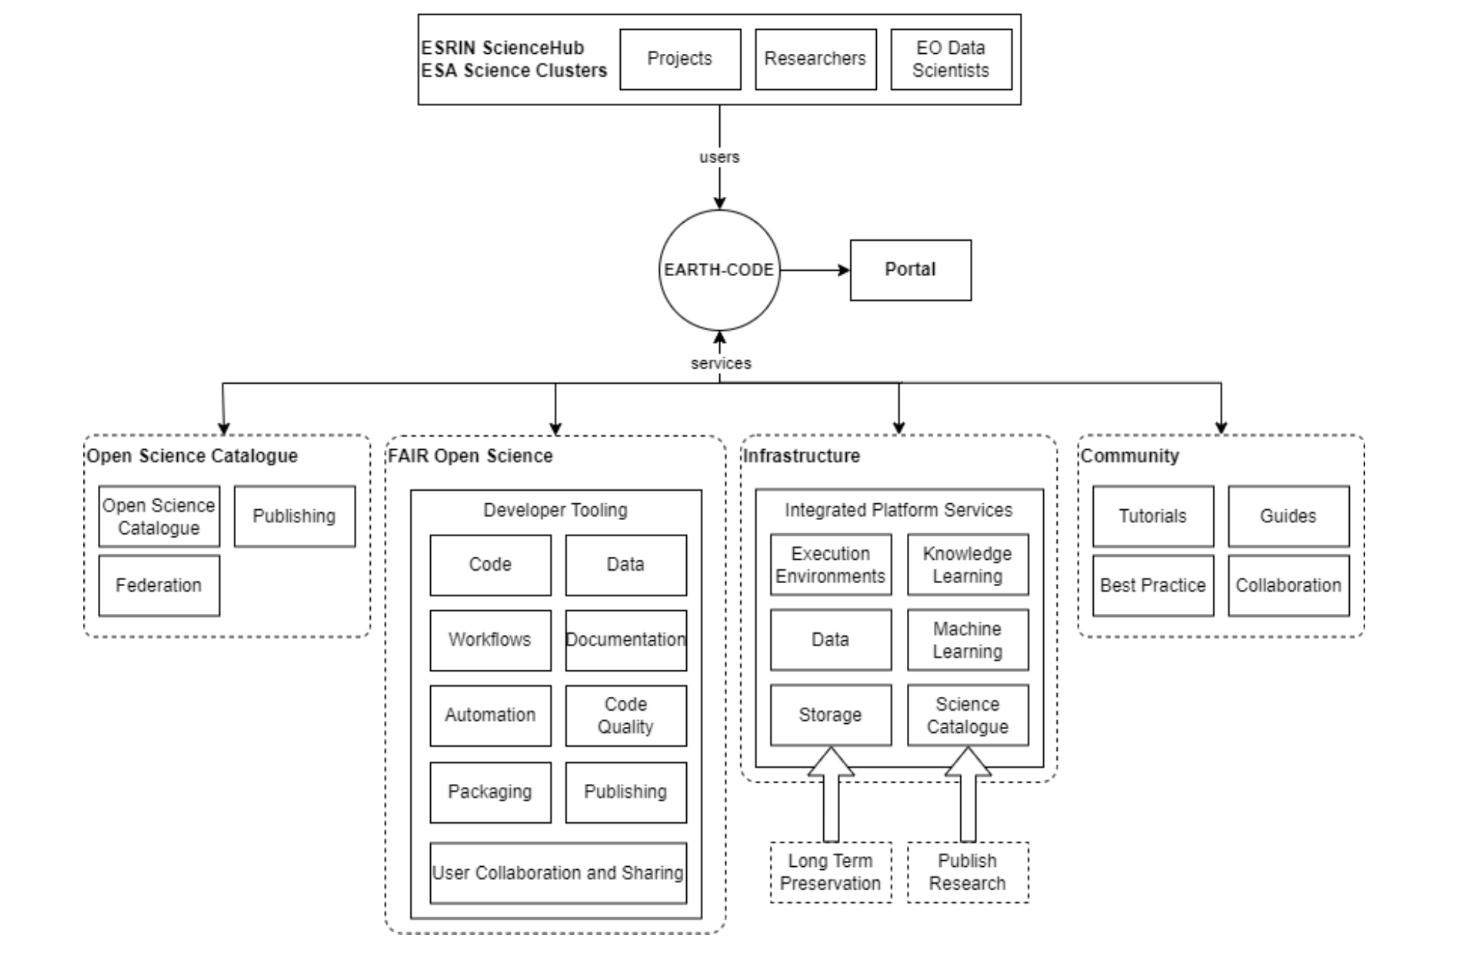 ESRIN ScienceHub
ESA Science Clusters
Projects
Researchers
EO Data
Scientists
users
EARTH-CODE
Portal
services
Open Science Catalogue
Open Science
Catalogue
Publishing
Federation
FAIR Open Science
Developer Tooling
Code
Data
Workflows
Documentation
Automation
Code
Quality
Packaging
Publishing
User Collaboration and Sharing
Infrastructure
Integrated Platform Services
Execution
Environments
Knowledge
Learning
Data
Machine
Learning
Storage
Science
Catalogue
Long Term
Preservation
Publish
Research
Community
Tutorials
Guides
Best Practice
Collaboration